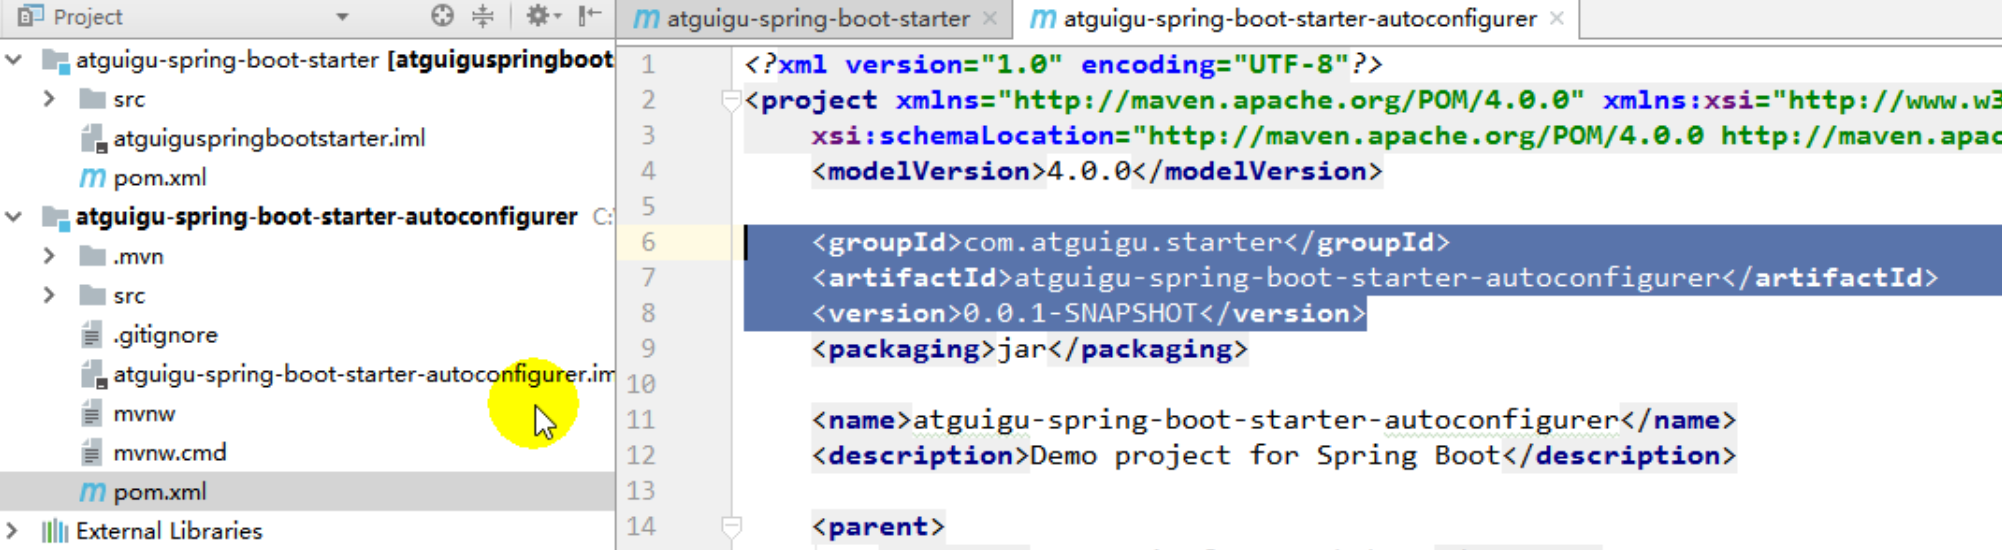 Project
atguigu-spring-boot-starter [atguiguspringboot
src
atguiguspringbootstarter.iml
pom.xml
atguigu-spring-boot-starter-autoconfigurer C:
.mvn
src
.gitignore
atguigu-spring-boot-starter-autoconfigurer.im
mvnw
mvnw.cmd
pom.xml
External Libraries
atguigu-spring-boot-starter
atguigu-spring-boot-starter-autoconfigurer
1 <?xml version="1.0" encoding="UTF-8"?>
2 <project xmlns="http://maven.apache.org/POM/4.0.0" xmlns:xsi="http://www.w3
3 xsi:schemaLocation="http://maven.apache.org/POM/4.0.0 http://maven.apac
4 <modelVersion>4.0.0</modelVersion>
5
6 <groupId>com.atguigu.starter</groupId>
7 <artifactId>atguigu-spring-boot-starter-autoconfigurer</artifactId>
8 <version>0.0.1-SNAPSHOT</version>
9 <packaging>jar</packaging>
10
11 <name>atguigu-spring-boot-starter-autoconfigurer</name>
12 <description>Demo project for Spring Boot</description>
13
14 <parent>